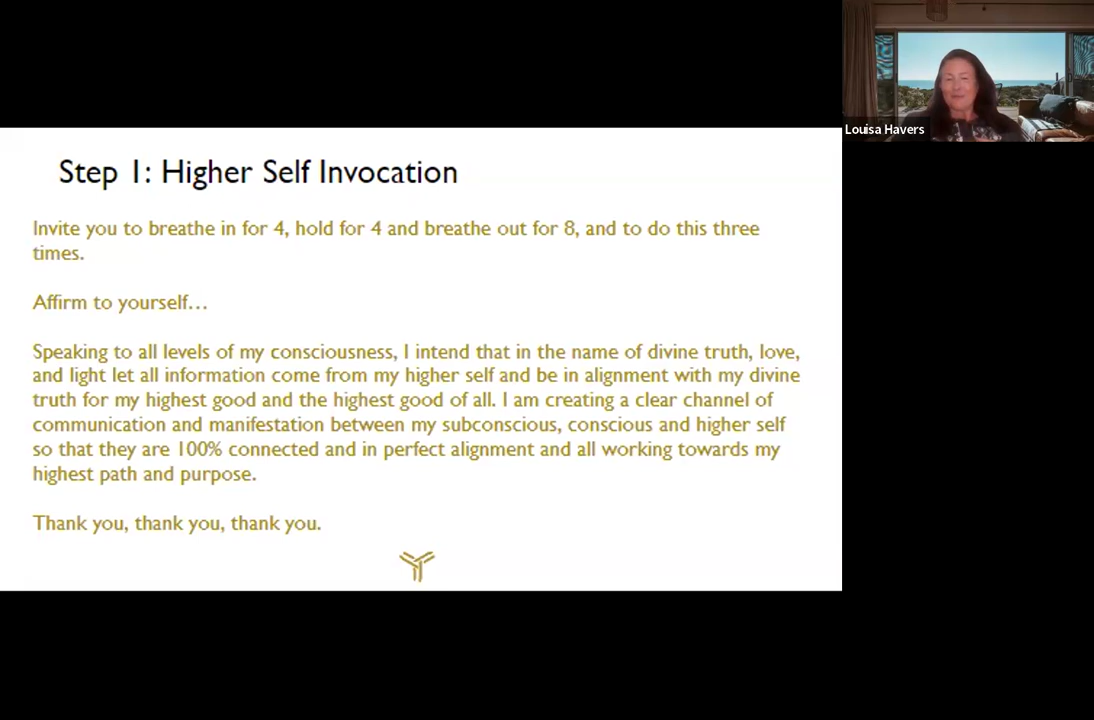 Louisa Havers
Step 1: Higher Self Invocation
Invite you to breathe in for 4, hold for 4 and breathe out for 8, and to do this three
times.
Affirm to yourself…
Speaking to all levels of my consciousness, I intend that in the name of divine truth, love,
and light let all information come from my higher self and be in alignment with my divine
truth for my highest good and the highest good of all. I am creating a clear channel of
communication and manifestation between my subconscious, conscious and higher self
so that they are 100% connected and in perfect alignment and all working towards my
highest path and purpose.
Thank you, thank you, thank you.